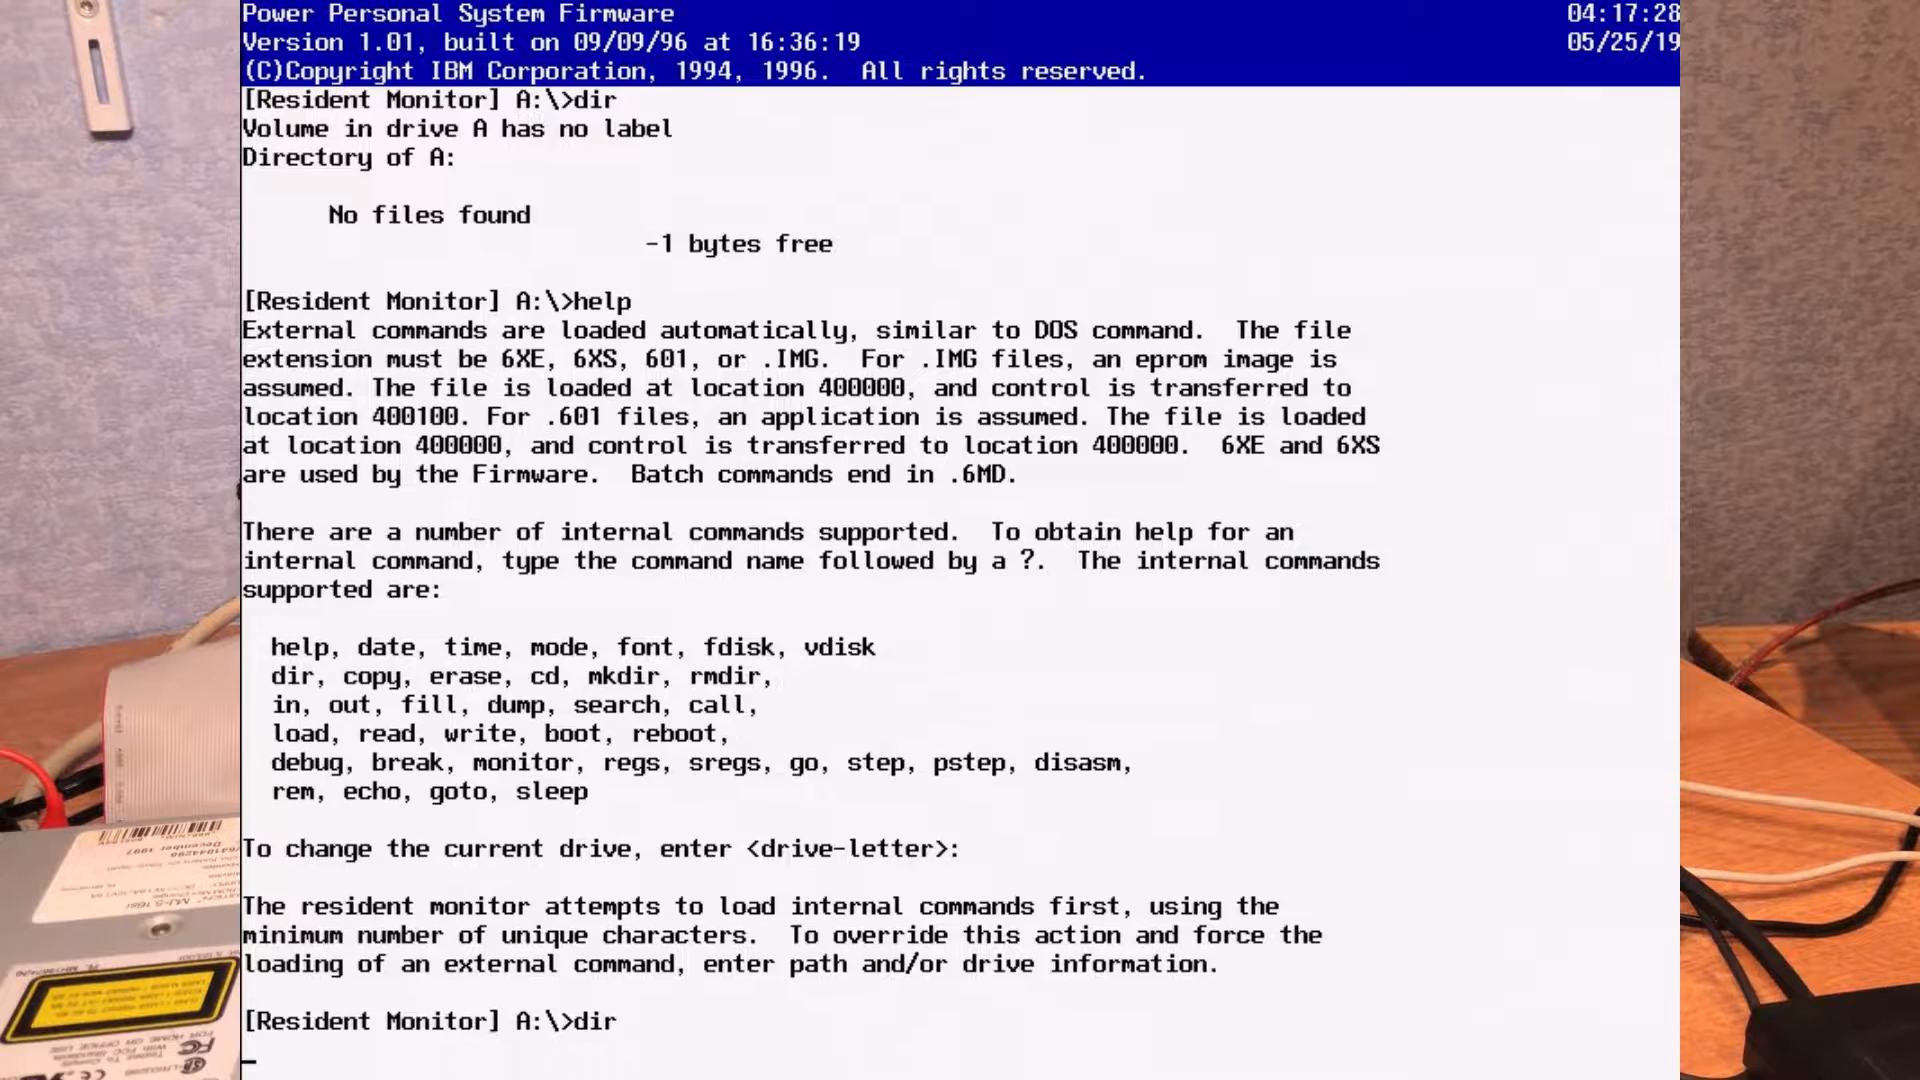 Power Personal System Firmware 04:17:28
Version 1.01, built on 09/09/96 at 16:36:19 05/25/19
(C)Copyright IBM Corporation, 1994, 1996. All rights reserved.
[Resident Monitor] A:\>dir
Volume in drive A has no label
Directory of A:
No files found
-1 bytes free
[Resident Monitor] A:\>help
External commands are loaded automatically, similar to DOS command. The file
extension must be 6XE, 6XS, 601, or .IMG. For .IMG files, an eprom image is
assumed. The file is loaded at location 400000, and control is transferred to
location 400100. For .601 files, an application is assumed. The file is loaded
at location 400000, and control is transferred to location 400000. 6XE and 6XS
are used by the Firmware. Batch commands end in .6MD.
There are a number of internal commands supported. To obtain help for an
internal command, type the command name followed by a ?. The internal commands
supported are:
help, date, time, mode, font, fdisk, vdisk
dir, copy, erase, cd, mkdir, rmdir,
in, out, fill, dump, search, call,
load, read, write, boot, reboot,
debug, break, monitor, regs, sregs, go, step, pstep, disasm,
rem, echo, goto, sleep
To change the current drive, enter <drive-letter>:
The resident monitor attempts to load internal commands first, using the
minimum number of unique characters. To override this action and force the
loading of an external command, enter path and/or drive information.
[Resident Monitor] A:\>dir
December 1997